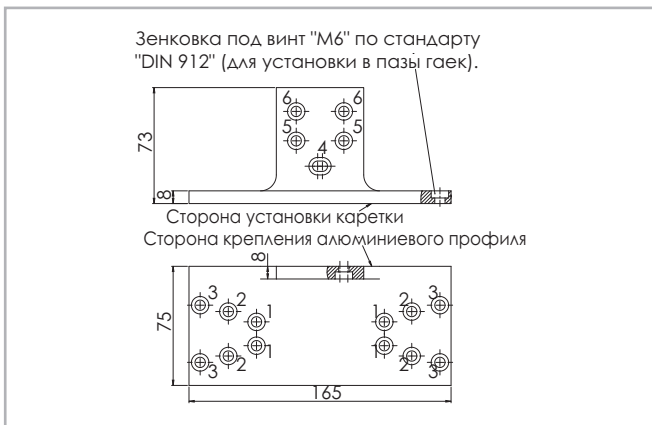 Зенковка под винт "М6" по стандарту
"DIN 912" (для установки в пазы гаек).
6 6
5 5
4
73
8
Сторона установки каретки
Сторона крепления алюминиевого профиля
8
3 2 1 1 2 3
75
3 2 1 1 2 3
165